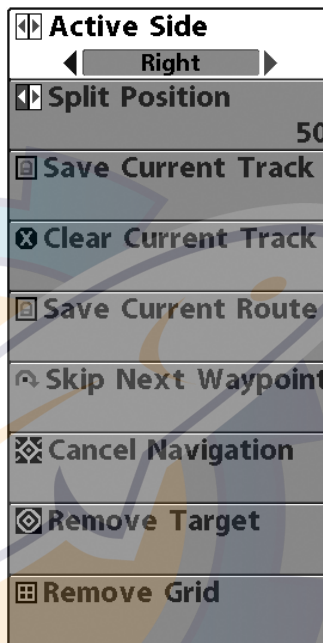 Active Side
Right
Split Position
50
Save Current Track
Clear Current Track
Save Current Route
Skip Next Waypoint
Cancel Navigation
Remove Target
Remove Grid